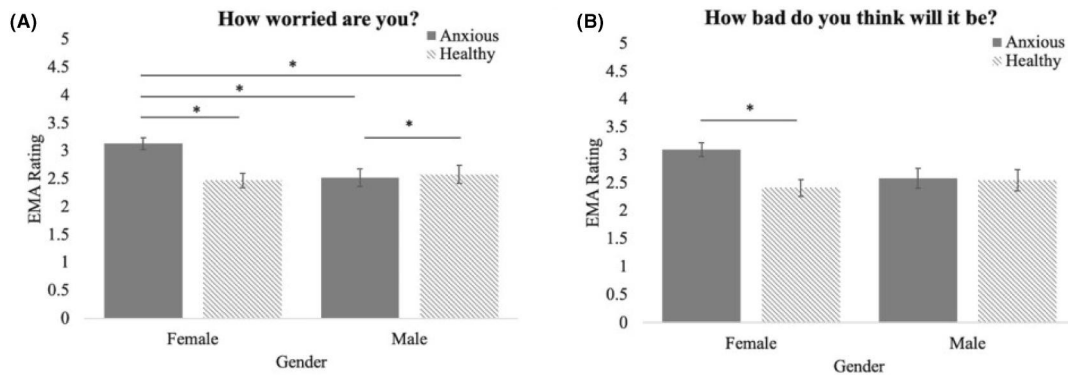 (A)
How worried are you?
Anxious
Healthy
5
4.5
4
3.5
3
2.5
2
1.5
1
0.5
0
EMA Rating
*
*
*
*
Female
Male
Gender
(B)
How bad do you think will it be?
Anxious
Healthy
5
4.5
4
3.5
3
2.5
2
1.5
1
0.5
0
EMA Rating
*
Female
Male
Gender